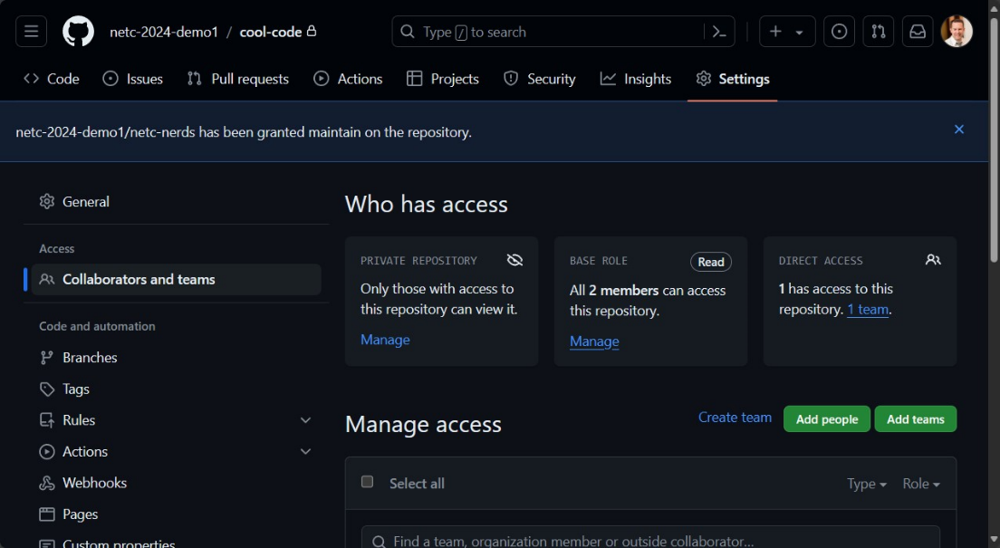 netc-2024-demo1 / cool-code
Type / to search
Code
Issues
Pull requests
Actions
Projects
Security
Insights
Settings
netc-2024-demo1/netc-nerds has been granted maintain on the repository.
General
Access
Collaborators and teams
Code and automation
Branches
Tags
Rules
Actions
Webhooks
Pages
Custom properties
Who has access
PRIVATE REPOSITORY
Only those with access to
this repository can view it.
Manage
BASE ROLE
Read
All 2 members can access
this repository.
Manage
DIRECT ACCESS
1 has access to this
repository. 1 team.
Manage access
Create team
Add people
Add teams
Select all
Type
Role
Find a team, organization member or outside collaborator...